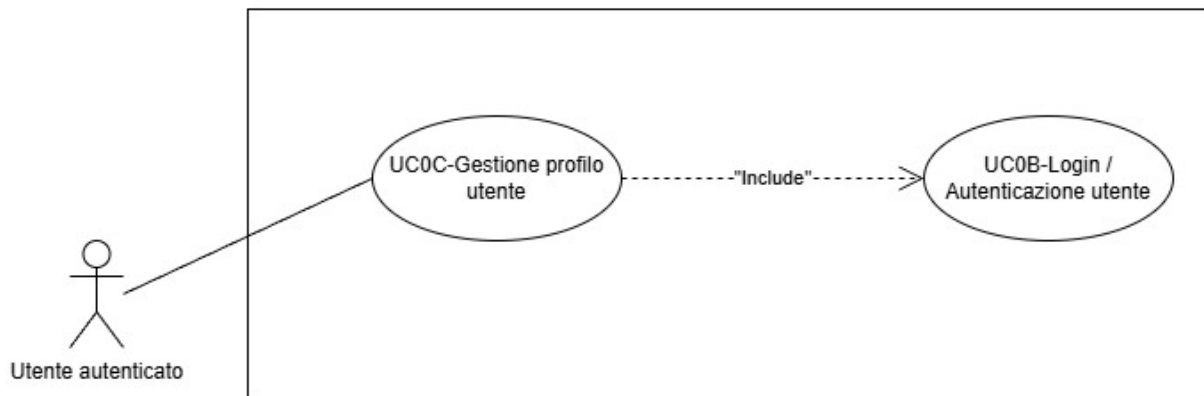 UC0C-Gestione profilo
utente
"Include"
UC0B-Login /
Autenticazione utente
Utente autenticato